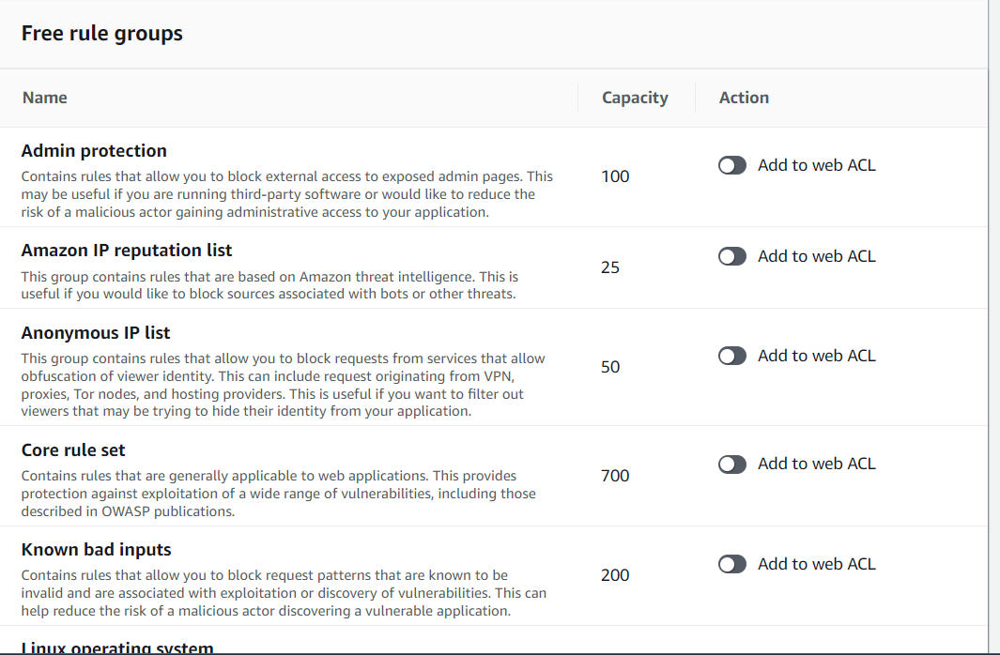 Free rule groups
Name Capacity Action
Admin protection
Contains rules that allow you to block external access to exposed admin pages. This
may be useful if you are running third-party software or would like to reduce the
risk of a malicious actor gaining administrative access to your application.
100
Add to web ACL
Amazon IP reputation list
This group contains rules that are based on Amazon threat intelligence. This is
useful if you would like to block sources associated with bots or other threats.
25
Add to web ACL
Anonymous IP list
This group contains rules that allow you to block requests from services that allow
obfuscation of viewer identity. This can include request originating from VPN,
proxies, Tor nodes, and hosting providers. This is useful if you want to filter out
viewers that may be trying to hide their identity from your application.
50
Add to web ACL
Core rule set
Contains rules that are generally applicable to web applications. This provides
protection against exploitation of a wide range of vulnerabilities, including those
described in OWASP publications.
700
Add to web ACL
Known bad inputs
Contains rules that allow you to block request patterns that are known to be
invalid and are associated with exploitation or discovery of vulnerabilities. This can
help reduce the risk of a malicious actor discovering a vulnerable application.
200
Add to web ACL
Linux operating system